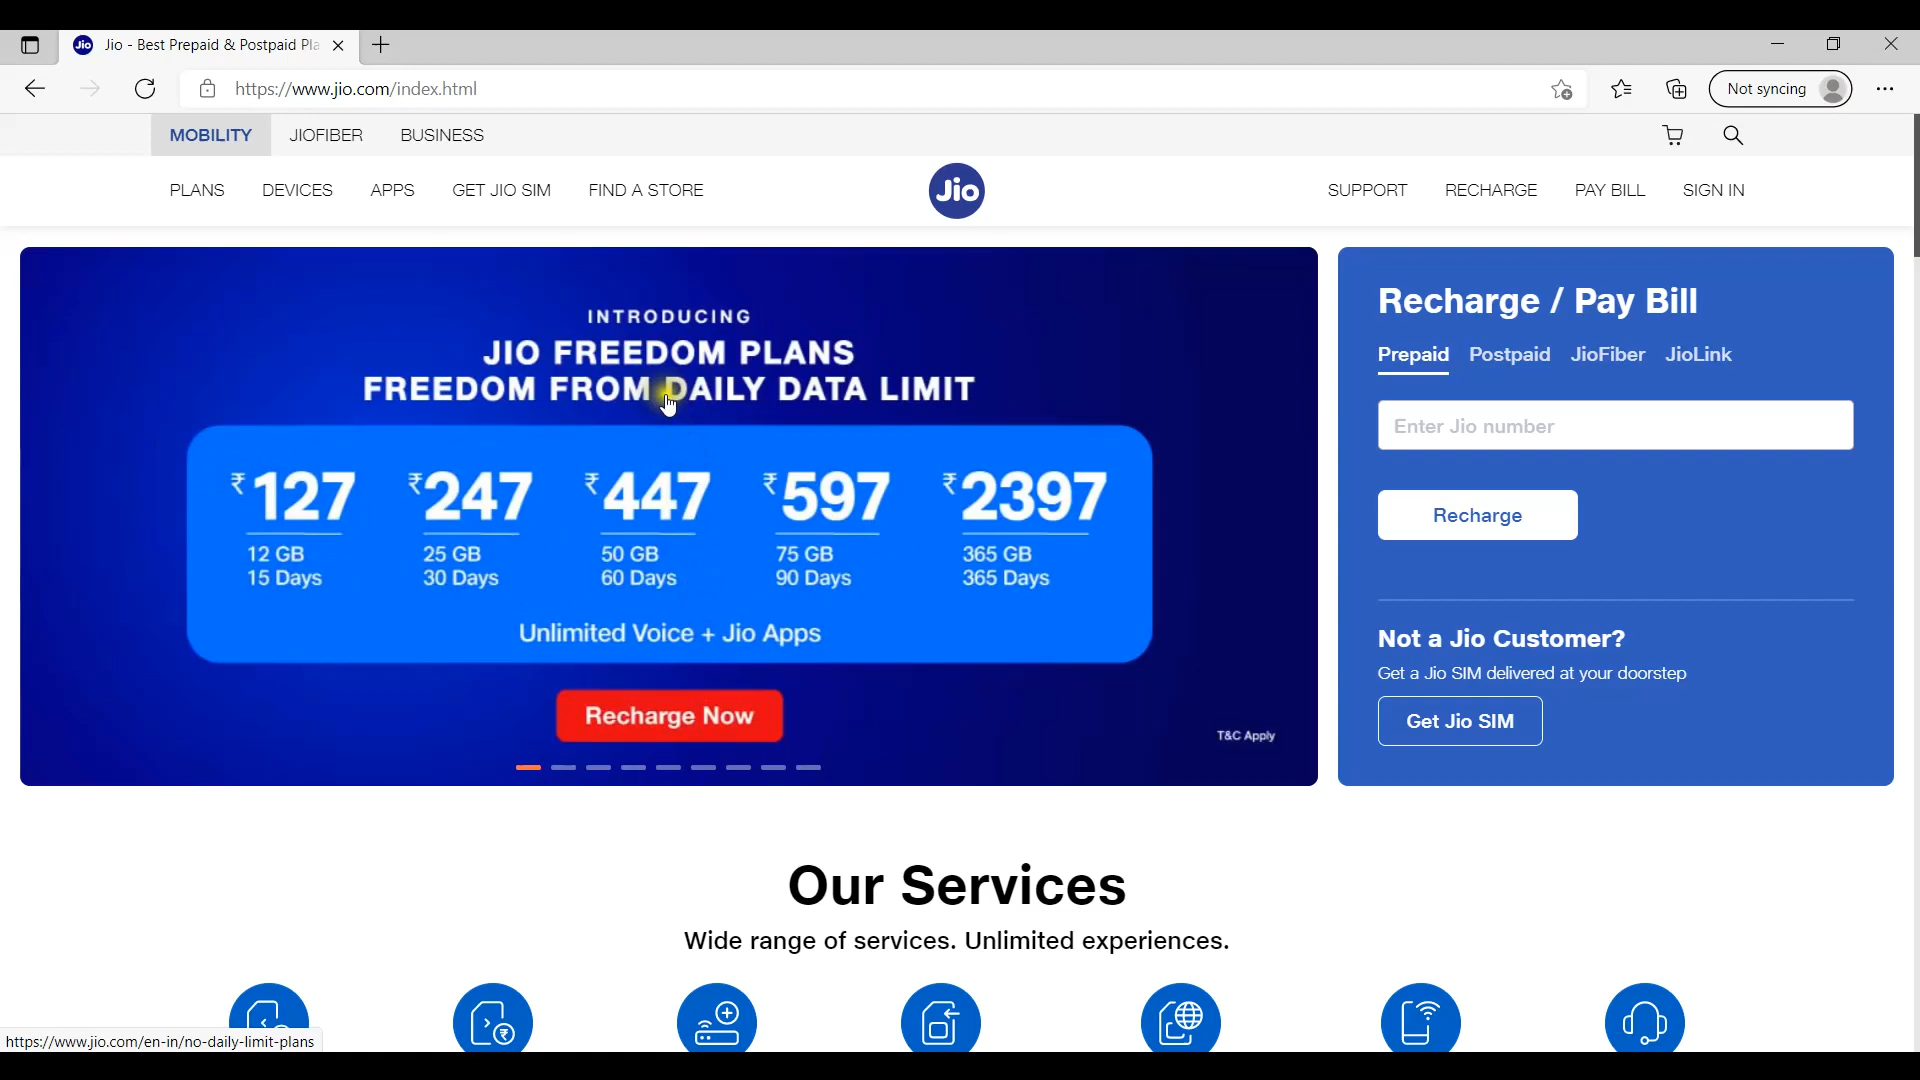 Jio - Best Prepaid & Postpaid Pla
https://www.jio.com/index.html
Not syncing
MOBILITY JIOFIBER BUSINESS
PLANS DEVICES APPS GET JIO SIM FIND A STORE
Jio
SUPPORT RECHARGE PAY BILL SIGN IN
INTRODUCING
JIO FREEDOM PLANS
FREEDOM FROM DAILY DATA LIMIT
₹127 ₹247 ₹447 ₹597 ₹2397
12 GB 25 GB 50 GB 75 GB 365 GB
15 Days 30 Days 60 Days 90 Days 365 Days
Unlimited Voice + Jio Apps
Recharge Now
T&C Apply
Recharge / Pay Bill
Prepaid Postpaid JioFiber JioLink
Enter Jio number
Recharge
Not a Jio Customer?
Get a Jio SIM delivered at your doorstep
Get Jio SIM
Our Services
Wide range of services. Unlimited experiences.
https://www.jio.com/en-in/no-daily-limit-plans